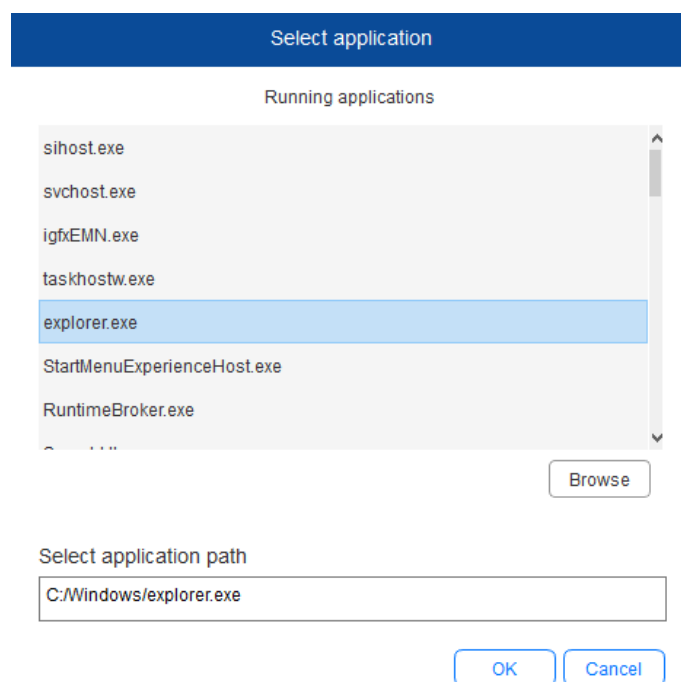 Select application
Running applications
sihost.exe
svchost.exe
igfxEMN.exe
taskhostw.exe
explorer.exe
StartMenuExperienceHost.exe
RuntimeBroker.exe
Browse
Select application path
C:/Windows/explorer.exe
OK
Cancel